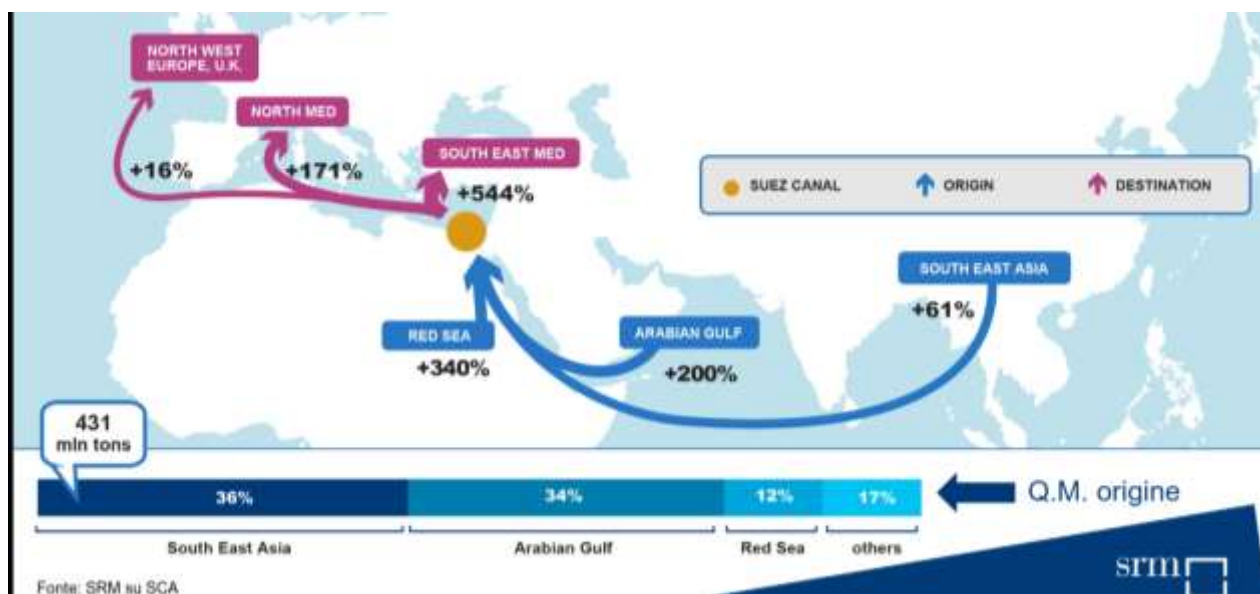 NORTH WEST
EUROPE, U.K.
NORTH MED
SOUTH EAST MED
+16%
+171%
+544%
SUEZ CANAL
ORIGIN
DESTINATION
SOUTH EAST ASIA
+61%
RED SEA
ARABIAN GULF
+340%
+200%
431
mln tons
36%
34%
12%
17%
Q.M. origine
South East Asia
Arabian Gulf
Red Sea
others
srm
Fonte: SRM su SCA